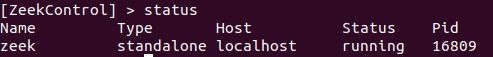 [ZeekControl] > status
Name Type Host Status Pid
zeek standalone localhost running 16809